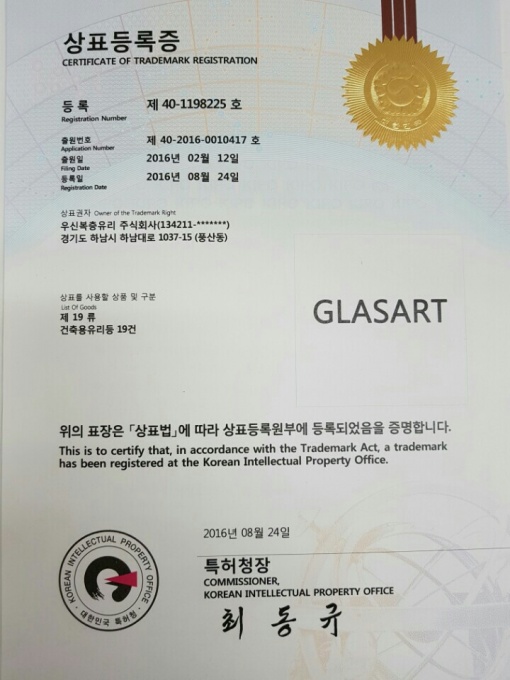 상표등록증
CERTIFICATE OF TRADEMARK REGISTRATION
등 록 제 40-1198225 호
Registration Number
출원번호 제 40-2016-0010417 호
Application Number
출원일 2016년 02월 12일
Filing Date
등록일 2016년 08월 24일
Registration Date
상표권자 Owner of the Trademark Right
우신복층유리 주식회사(134211-*******)
경기도 하남시 하남대로 1037-15 (풍산동)
상표를 사용할 상품 및 구분
List Of Goods
제 19 류
건축용유리등 19건
GLASART
위의 표장은 「상표법」에 따라 상표등록원부에 등록되었음을 증명합니다.
This is to certify that, in accordance with the Trademark Act, a trademark
has been registered at the Korean Intellectual Property Office.
2016년 08월 24일
특허청장
COMMISSIONER,
KOREAN INTELLECTUAL PROPERTY OFFICE
최 동 규
KOREAN INTELLECTUAL PROPERTY OFFICE
대한민국 특허청